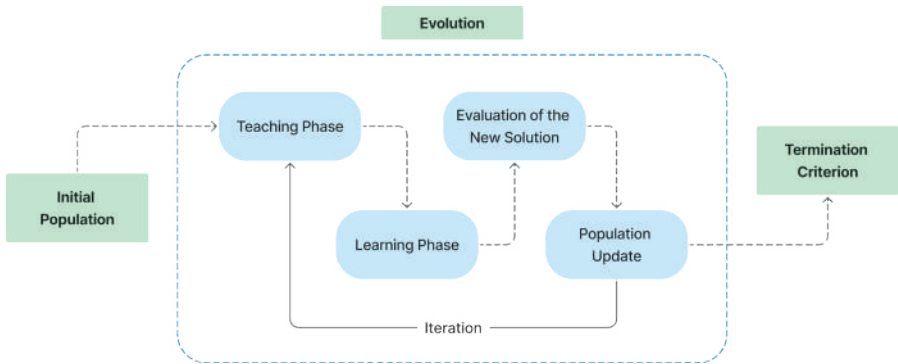 Evolution
Initial
Population
Teaching Phase
Learning Phase
Evaluation of the
New Solution
Population
Update
Iteration
Termination
Criterion